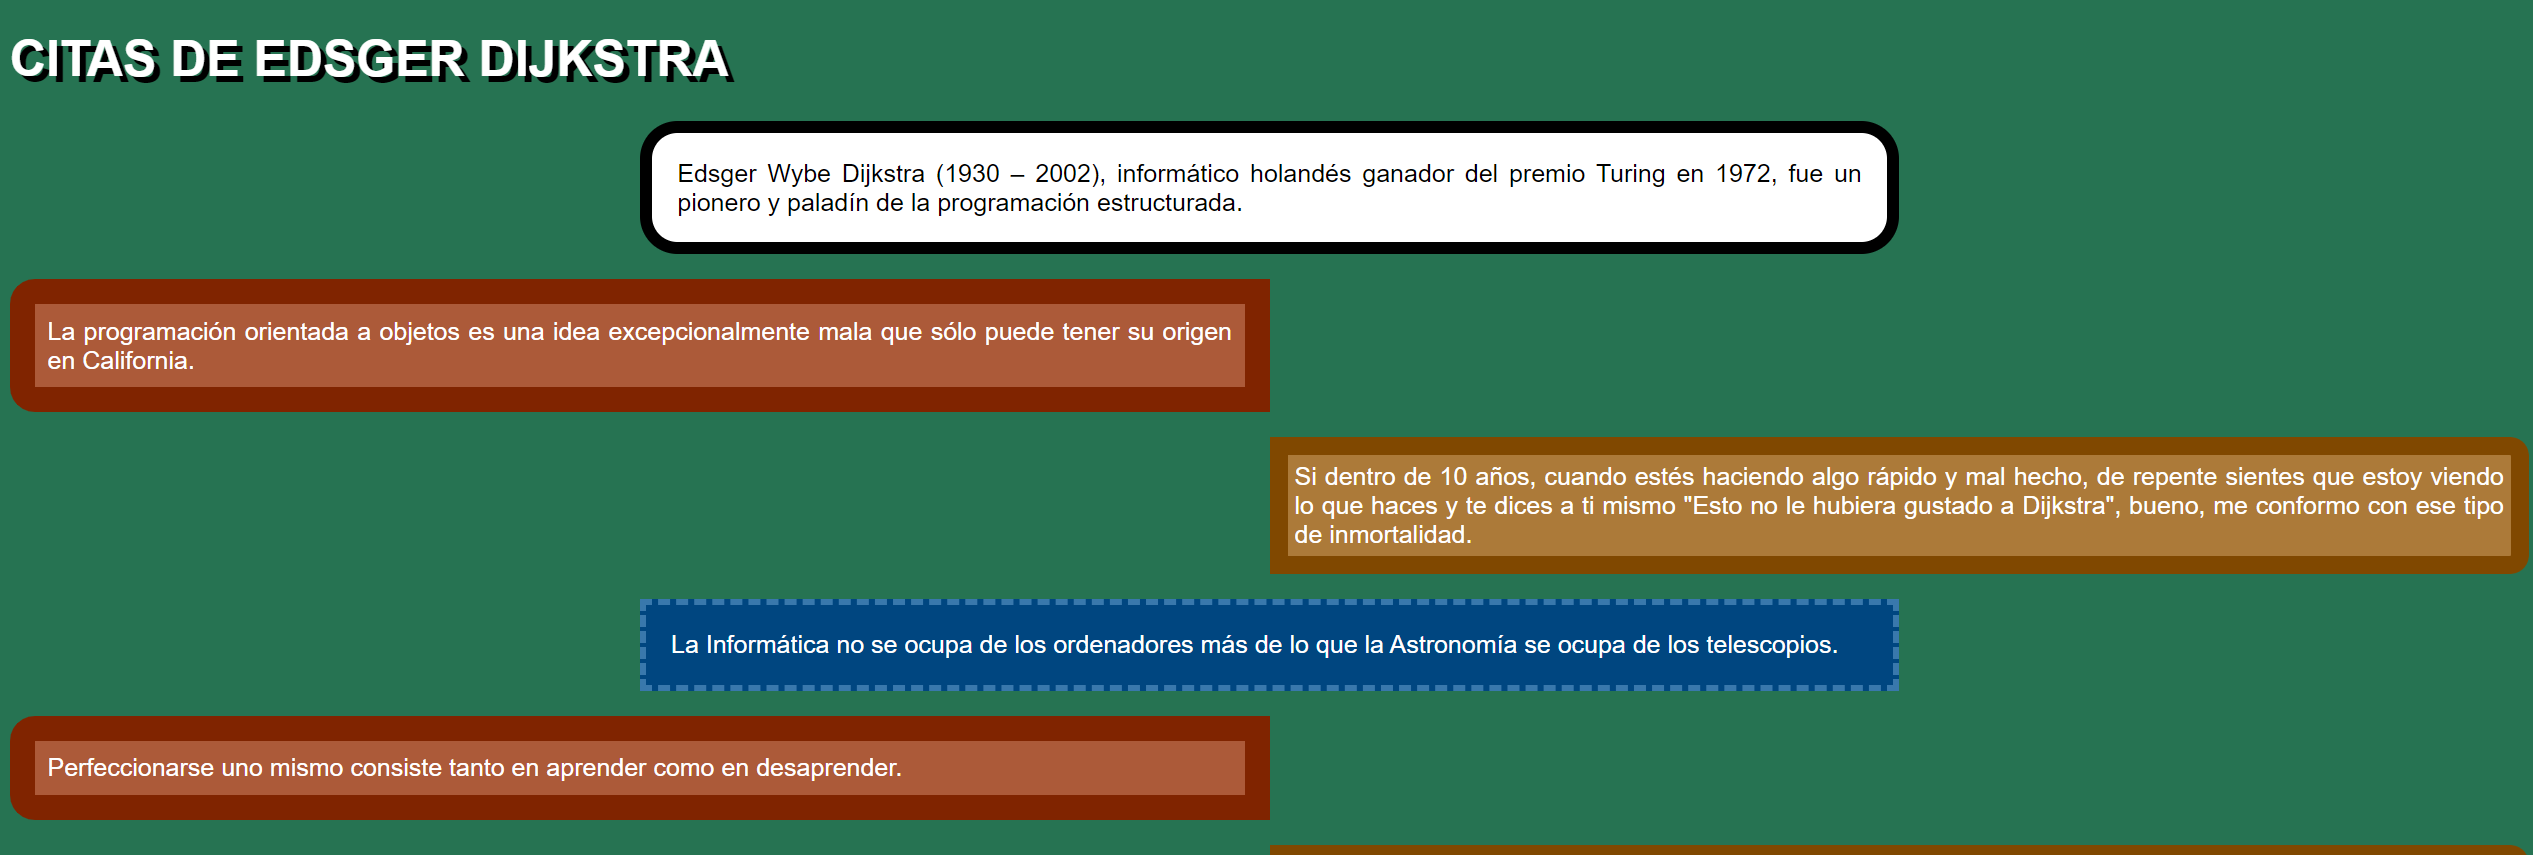 CITAS DE EDSGER DIJKSTRA
Edsger Wybe Dijkstra (1930 – 2002), informático holandés ganador del premio Turing en 1972, fue un
pionero y paladín de la programación estructurada.
La programación orientada a objetos es una idea excepcionalmente mala que sólo puede tener su origen
en California.
Si dentro de 10 años, cuando estés haciendo algo rápido y mal hecho, de repente sientes que estoy viendo
lo que haces y te dices a ti mismo "Esto no le hubiera gustado a Dijkstra", bueno, me conformo con ese tipo
de inmortalidad.
La Informática no se ocupa de los ordenadores más de lo que la Astronomía se ocupa de los telescopios.
Perfeccionarse uno mismo consiste tanto en aprender como en desaprender.